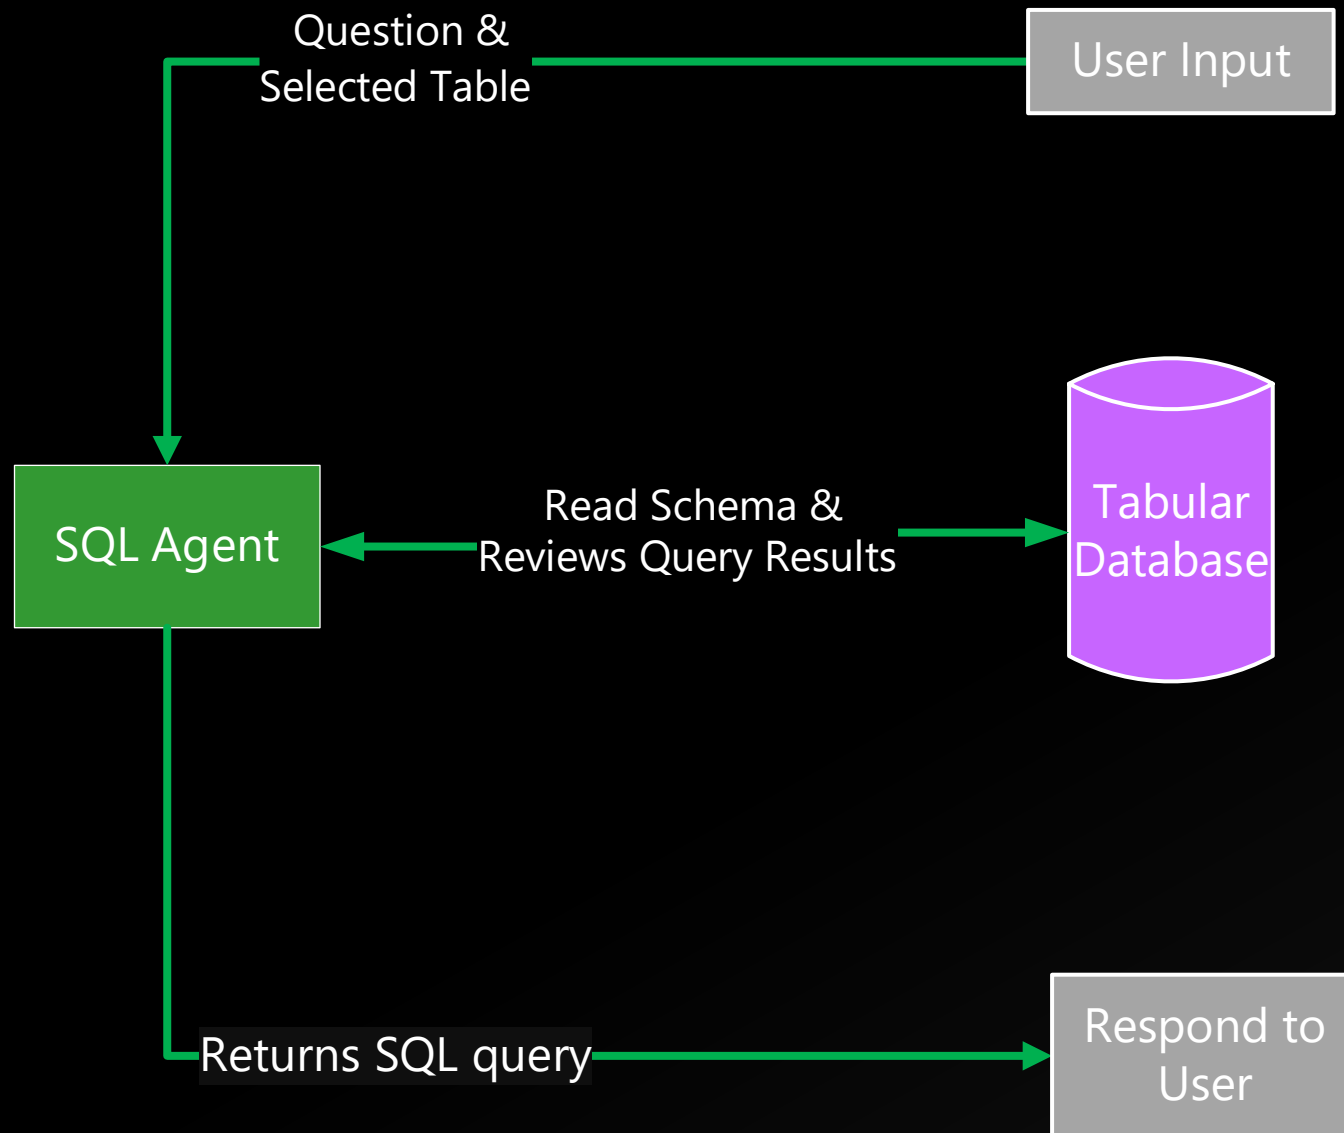 Question &
Selected Table
User Input
SQL Agent
Read Schema &
Reviews Query Results
Tabular
Database
Returns SQL query
Respond to
User